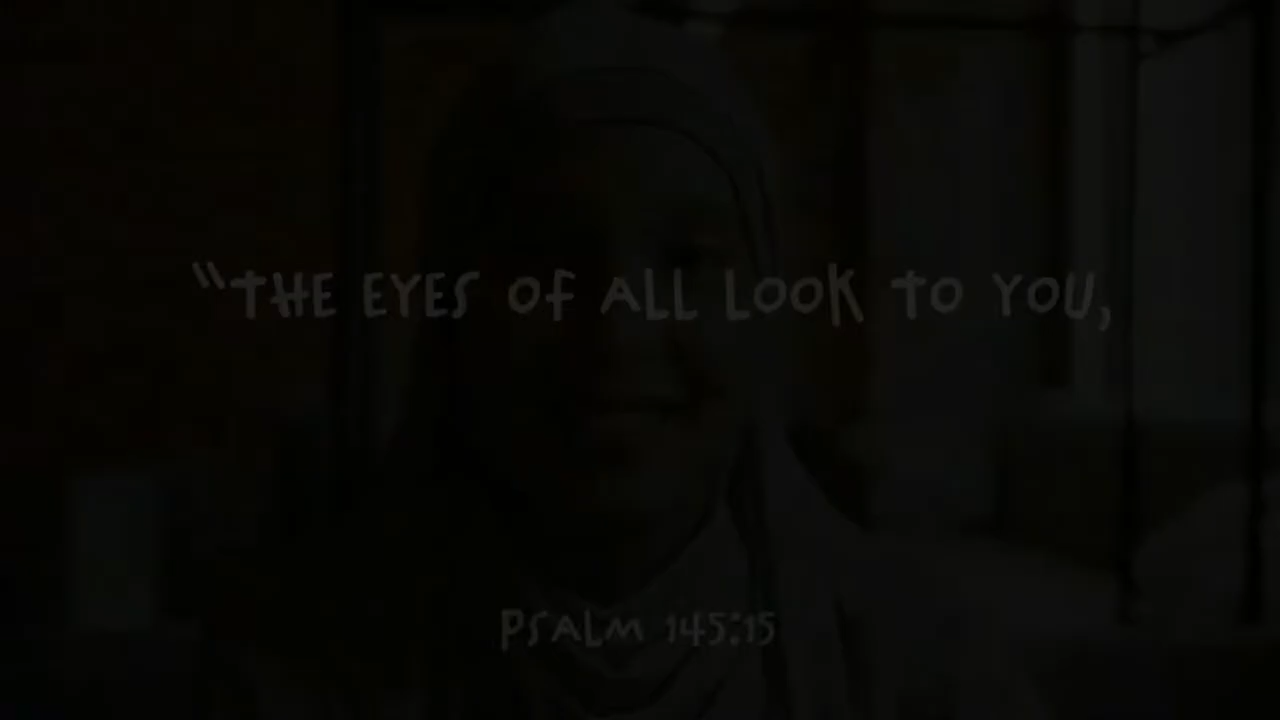 “THE EYES OF ALL LOOK TO YOU,
PSALM 145:15